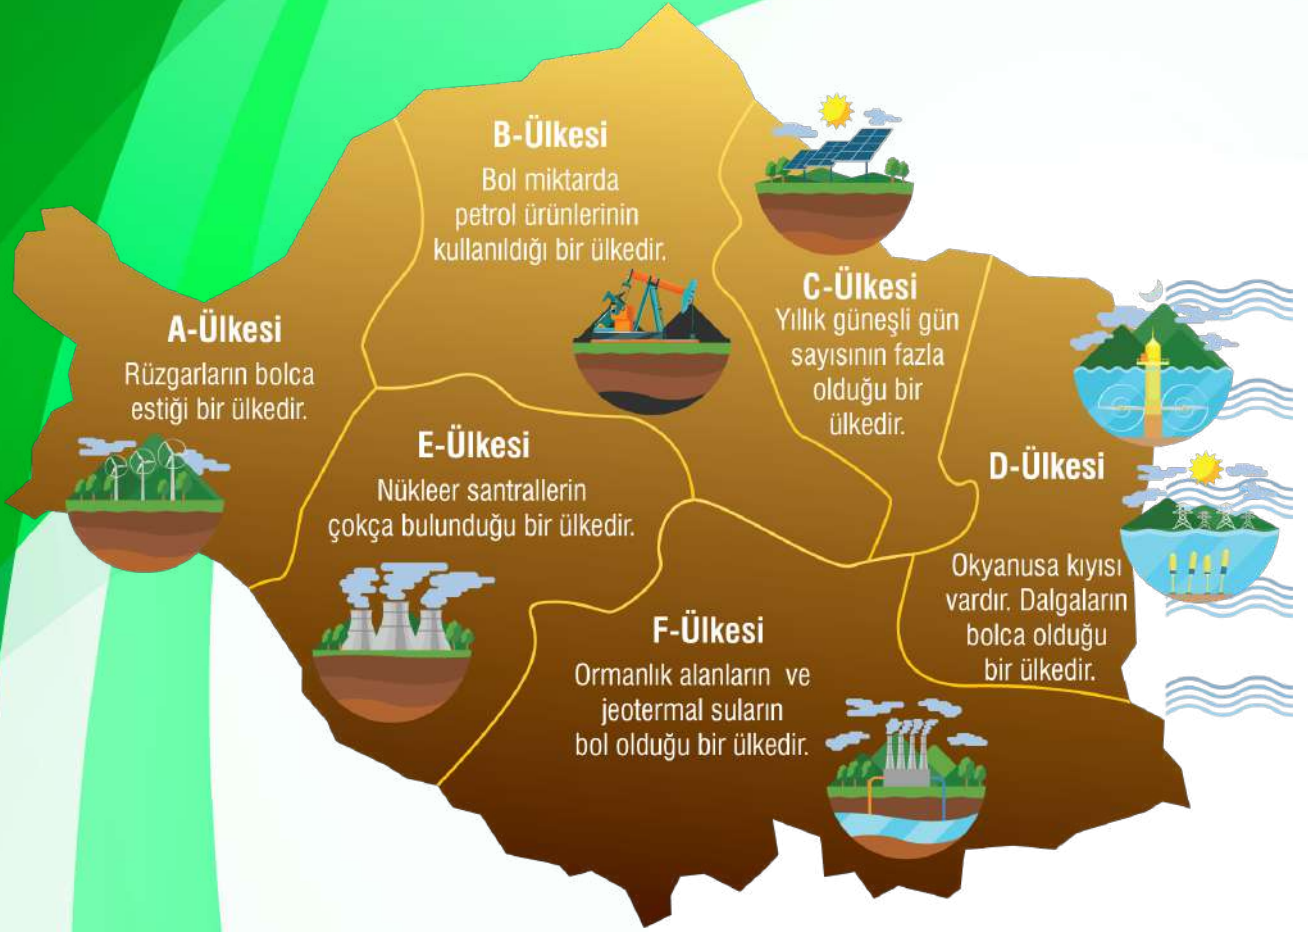 B-Ülkesi
Bol miktarda
petrol ürünlerinin
kullanıldığı bir ülkedir.
C-Ülkesi
Yıllık güneşli gün
sayısının fazla
olduğu bir
ülkedir.
A-Ülkesi
Rüzgarların bolca
estiği bir ülkedir.
E-Ülkesi
Nükleer santrallerin
çokça bulunduğu bir ülkedir.
D-Ülkesi
Okyanusa kıyısı
vardır. Dalgaların
bolca olduğu
bir ülkedir.
F-Ülkesi
Ormanlık alanların ve
jeotermal suların
bol olduğu bir ülkedir.